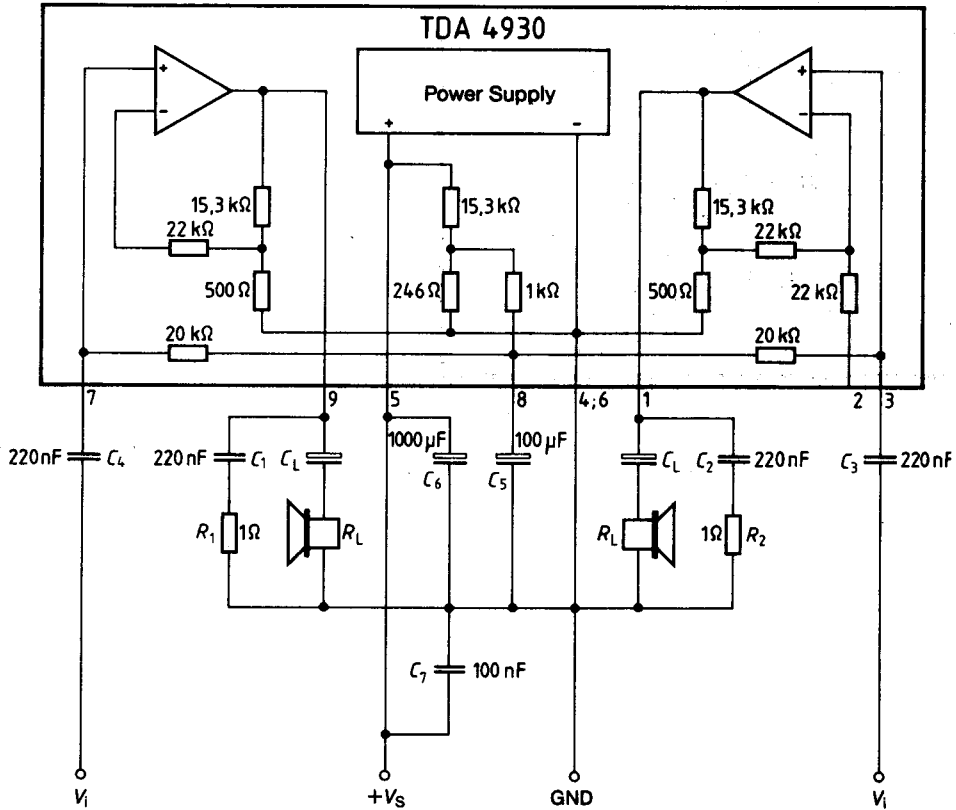 TDA 4930
Power Supply
+
-
+
-
+
-
15,3 kΩ
22 kΩ
500 Ω
20 kΩ
15,3 kΩ
246 Ω
1 kΩ
15,3 kΩ
22 kΩ
500 Ω
22 kΩ
20 kΩ
7
9
5
8
4;6
1
2
3
220 nF C4
220 nF C1
CL
1000 µF
C6
100 µF
C5
CL
C2 220 nF
C3 220 nF
R1 1Ω
RL
RL
1Ω R2
C7 100 nF
Vi
+VS
GND
Vi